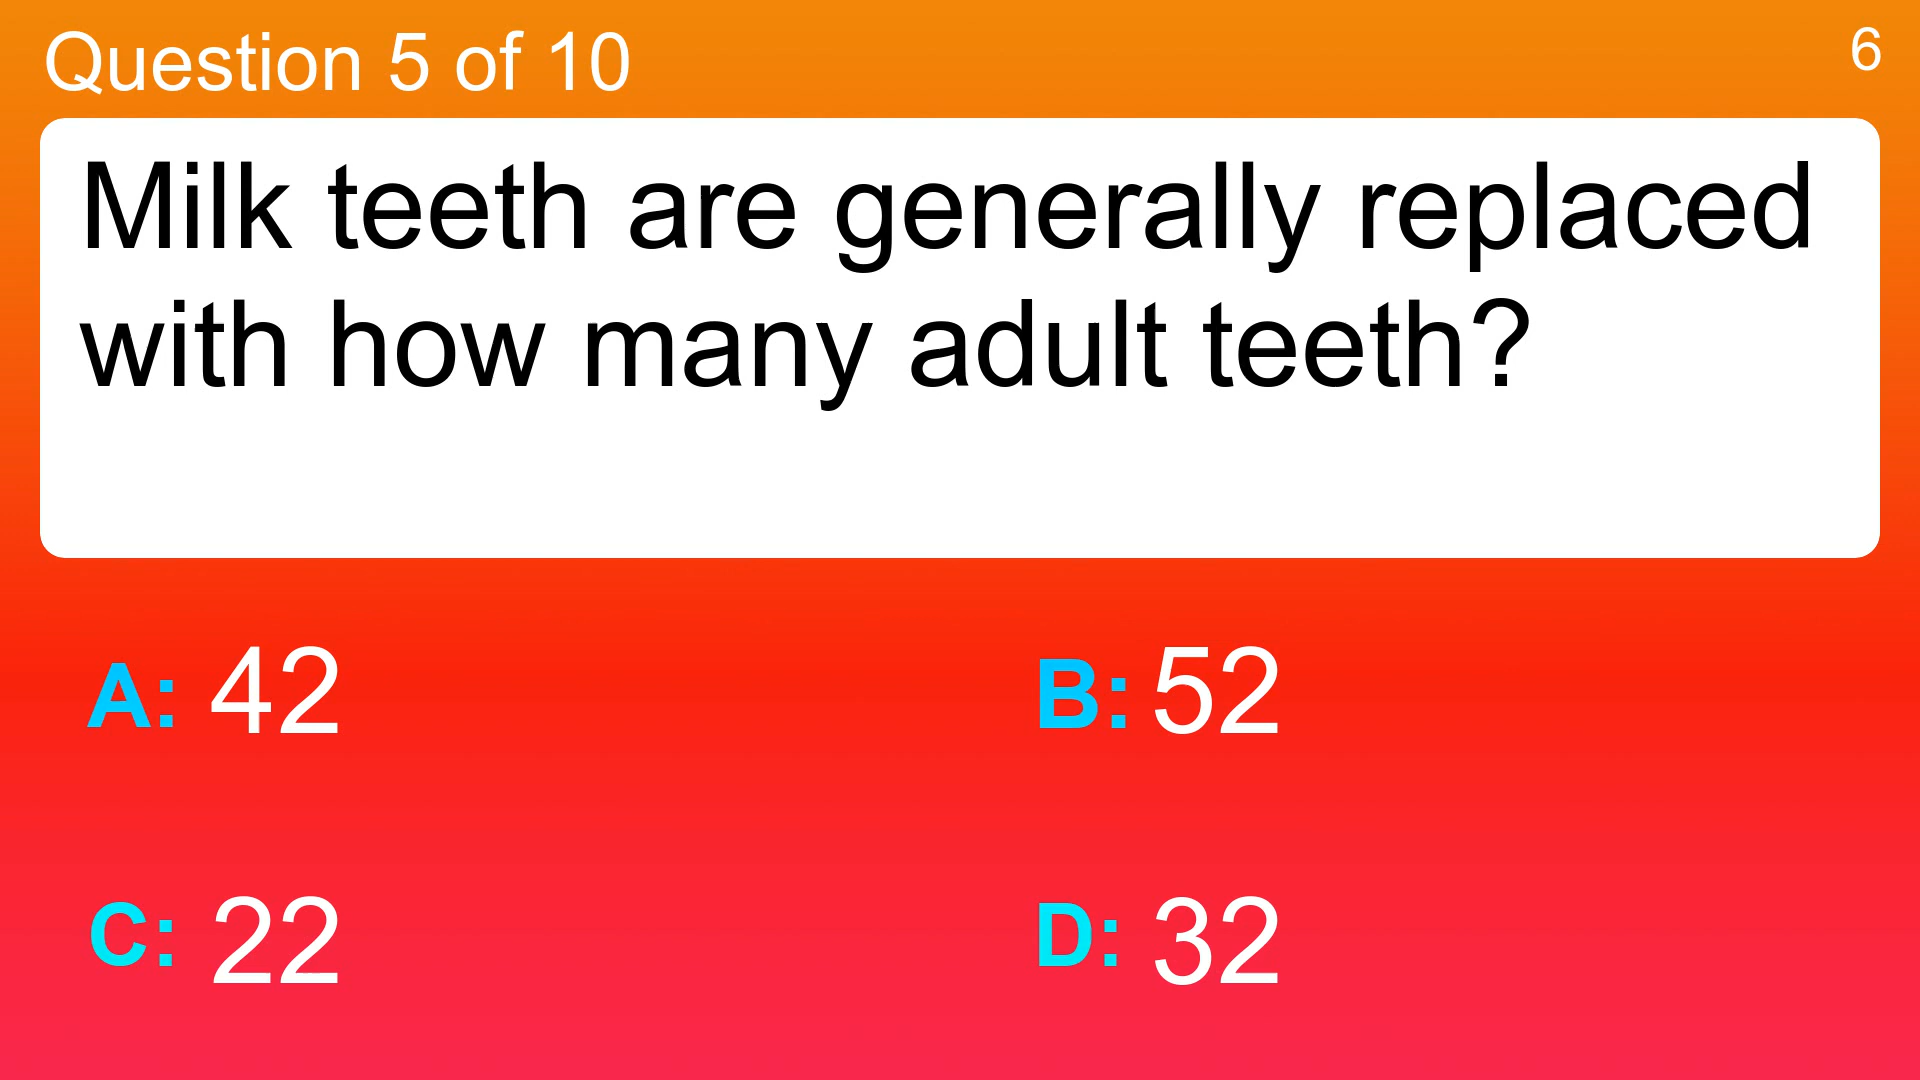 Question 5 of 10
6
Milk teeth are generally replaced
with how many adult teeth?
A: 42
B: 52
C: 22
D: 32